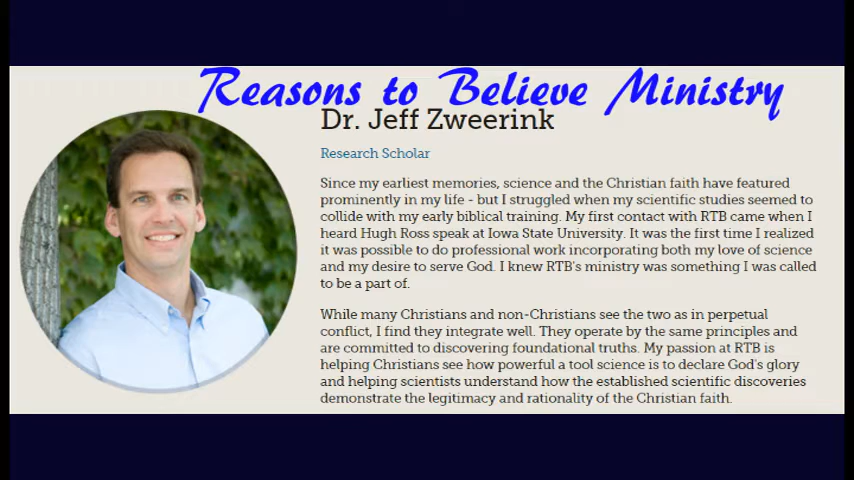 Reasons to Believe Ministry
Dr. Jeff Zweerink
Research Scholar
Since my earliest memories, science and the Christian faith have featured
prominently in my life - but I struggled when my scientific studies seemed to
collide with my early biblical training. My first contact with RTB came when I
heard Hugh Ross speak at Iowa State University. It was the first time I realized
it was possible to do professional work incorporating both my love of science
and my desire to serve God. I knew RTB's ministry was something I was called
to be a part of.
While many Christians and non-Christians see the two as in perpetual
conflict, I find they integrate well. They operate by the same principles and
are committed to discovering foundational truths. My passion at RTB is
helping Christians see how powerful a tool science is to declare God's glory
and helping scientists understand how the established scientific discoveries
demonstrate the legitimacy and rationality of the Christian faith.